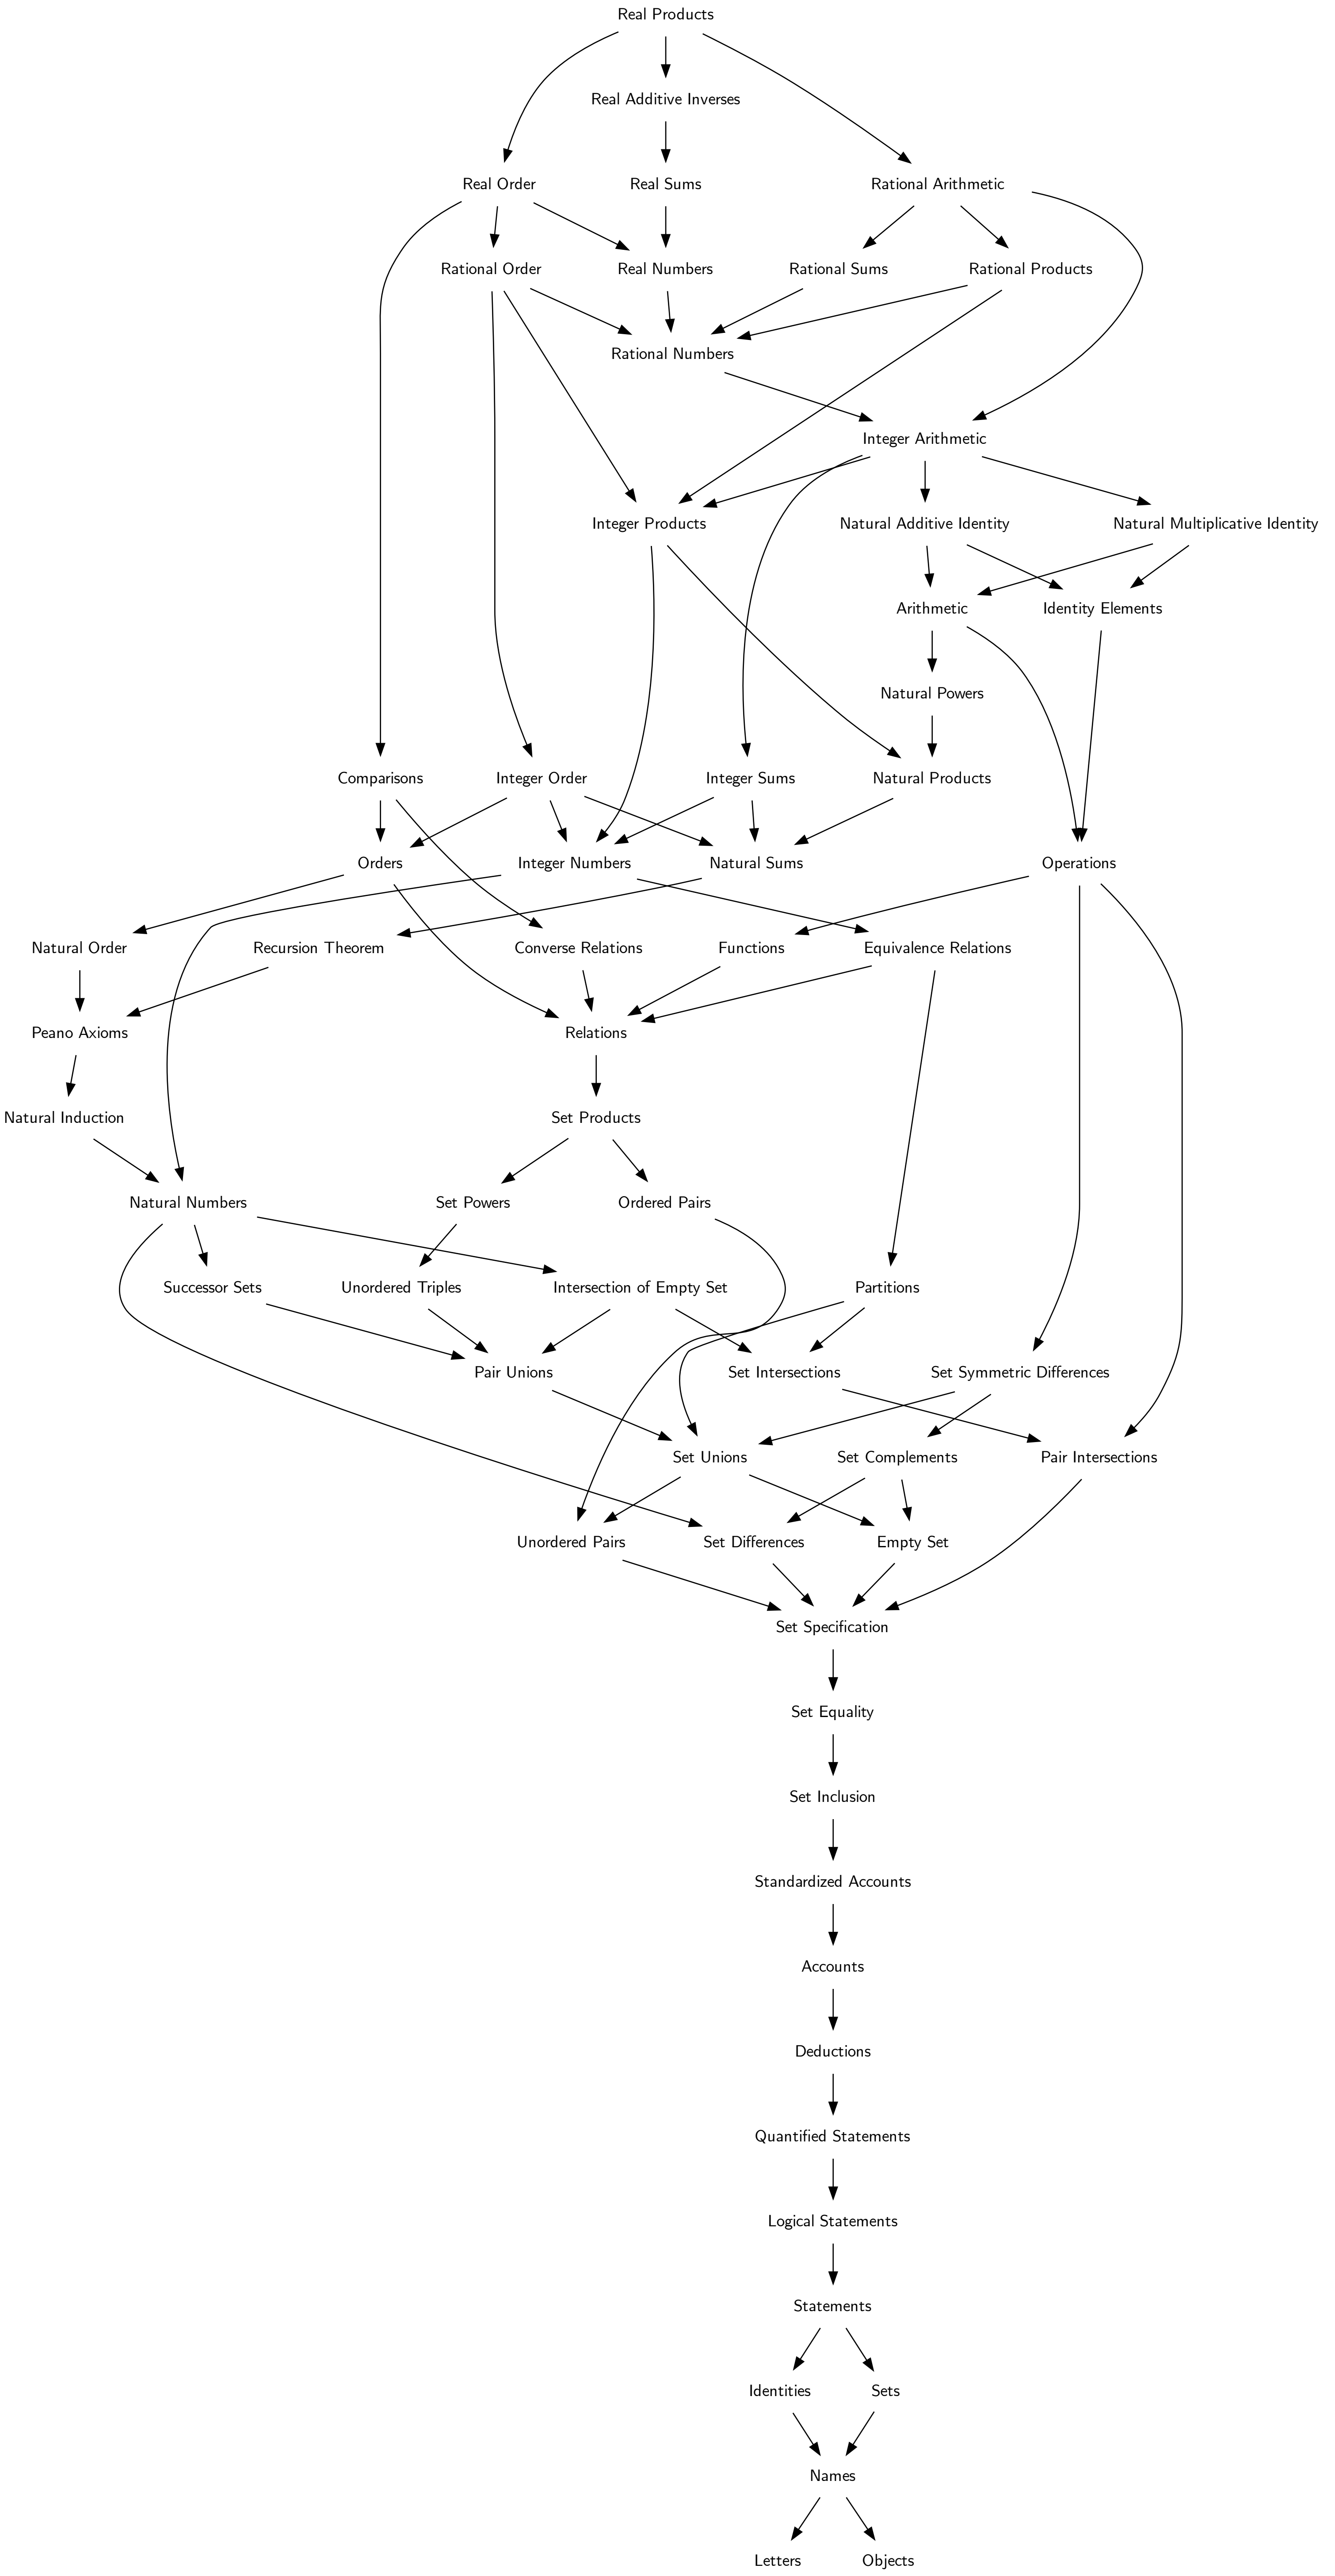 Real Products
Real Additive Inverses
Real Order
Real Sums
Rational Arithmetic
Rational Order
Real Numbers
Rational Sums
Rational Products
Rational Numbers
Integer Arithmetic
Integer Products
Natural Additive Identity
Natural Multiplicative Identity
Arithmetic
Identity Elements
Natural Powers
Comparisons
Integer Order
Integer Sums
Natural Products
Orders
Integer Numbers
Natural Sums
Operations
Natural Order
Recursion Theorem
Converse Relations
Functions
Equivalence Relations
Peano Axioms
Relations
Natural Induction
Set Products
Natural Numbers
Set Powers
Ordered Pairs
Successor Sets
Unordered Triples
Intersection of Empty Set
Partitions
Pair Unions
Set Intersections
Set Symmetric Differences
Set Unions
Set Complements
Pair Intersections
Unordered Pairs
Set Differences
Empty Set
Set Specification
Set Equality
Set Inclusion
Standardized Accounts
Accounts
Deductions
Quantified Statements
Logical Statements
Statements
Identities
Sets
Names
Letters
Objects